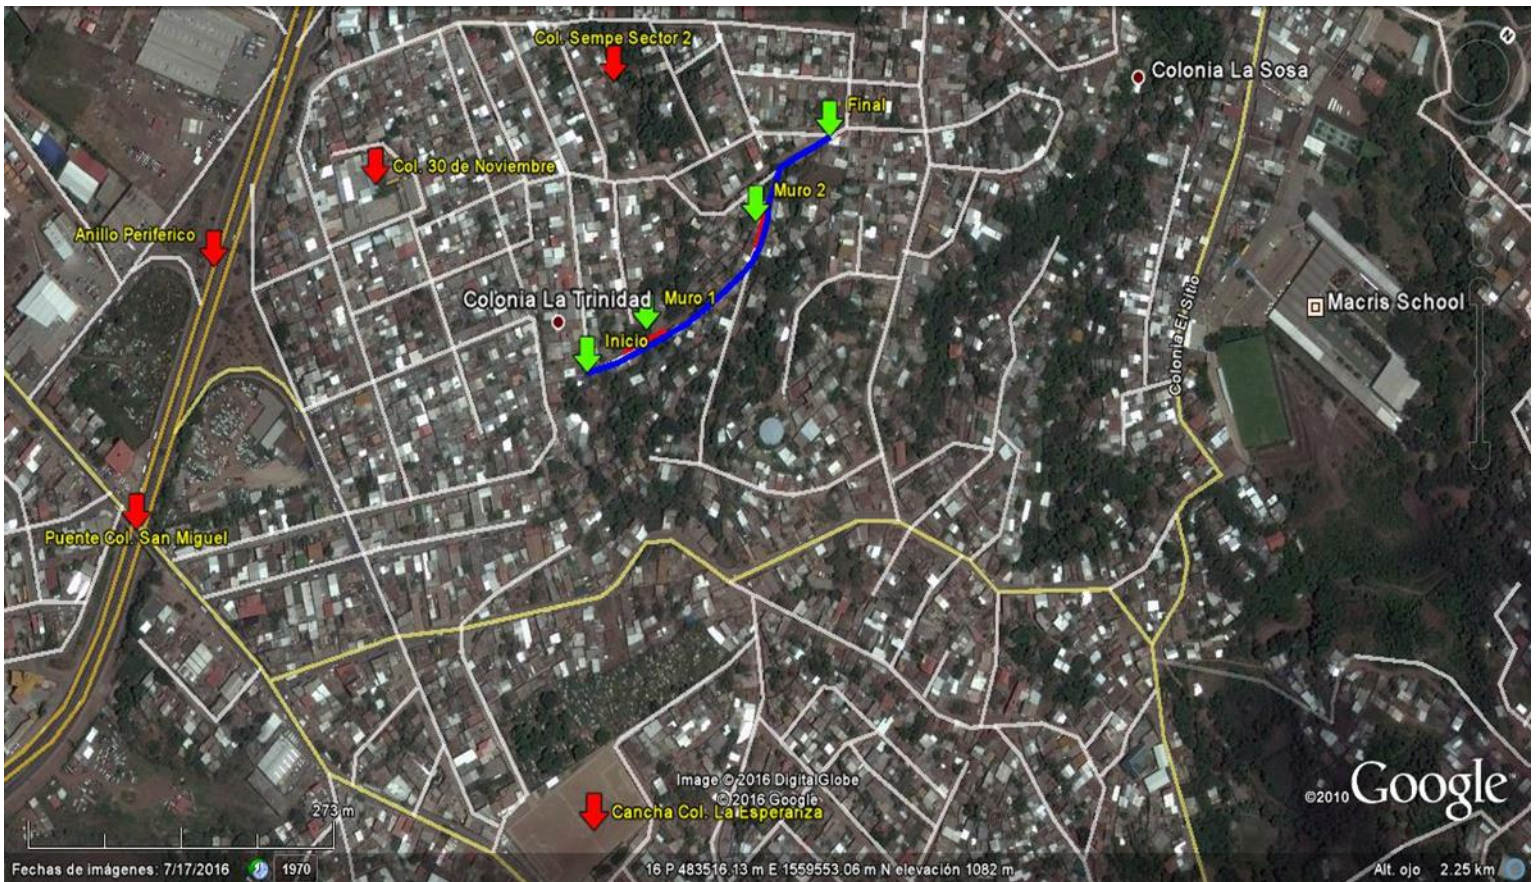 Col. Sempe Sector 2
Colonia La Sosa
Final
Col. 30 de Noviembre
Muro 2
Anillo Periferico
Colonia La Trinidad
Muro 1
Macris School
Inicio
Colonia El Sitio
Puente Col. San Miguel
Image © 2016 DigitalGlobe
© 2016 Google
©2010 Google™
273 m
Cancha Col. La Esperanza
N
Fechas de imágenes: 7/17/2016 1970 16 P 483516.13 m E 1559553.06 m N elevación 1082 m Alt. ojo 2.25 km